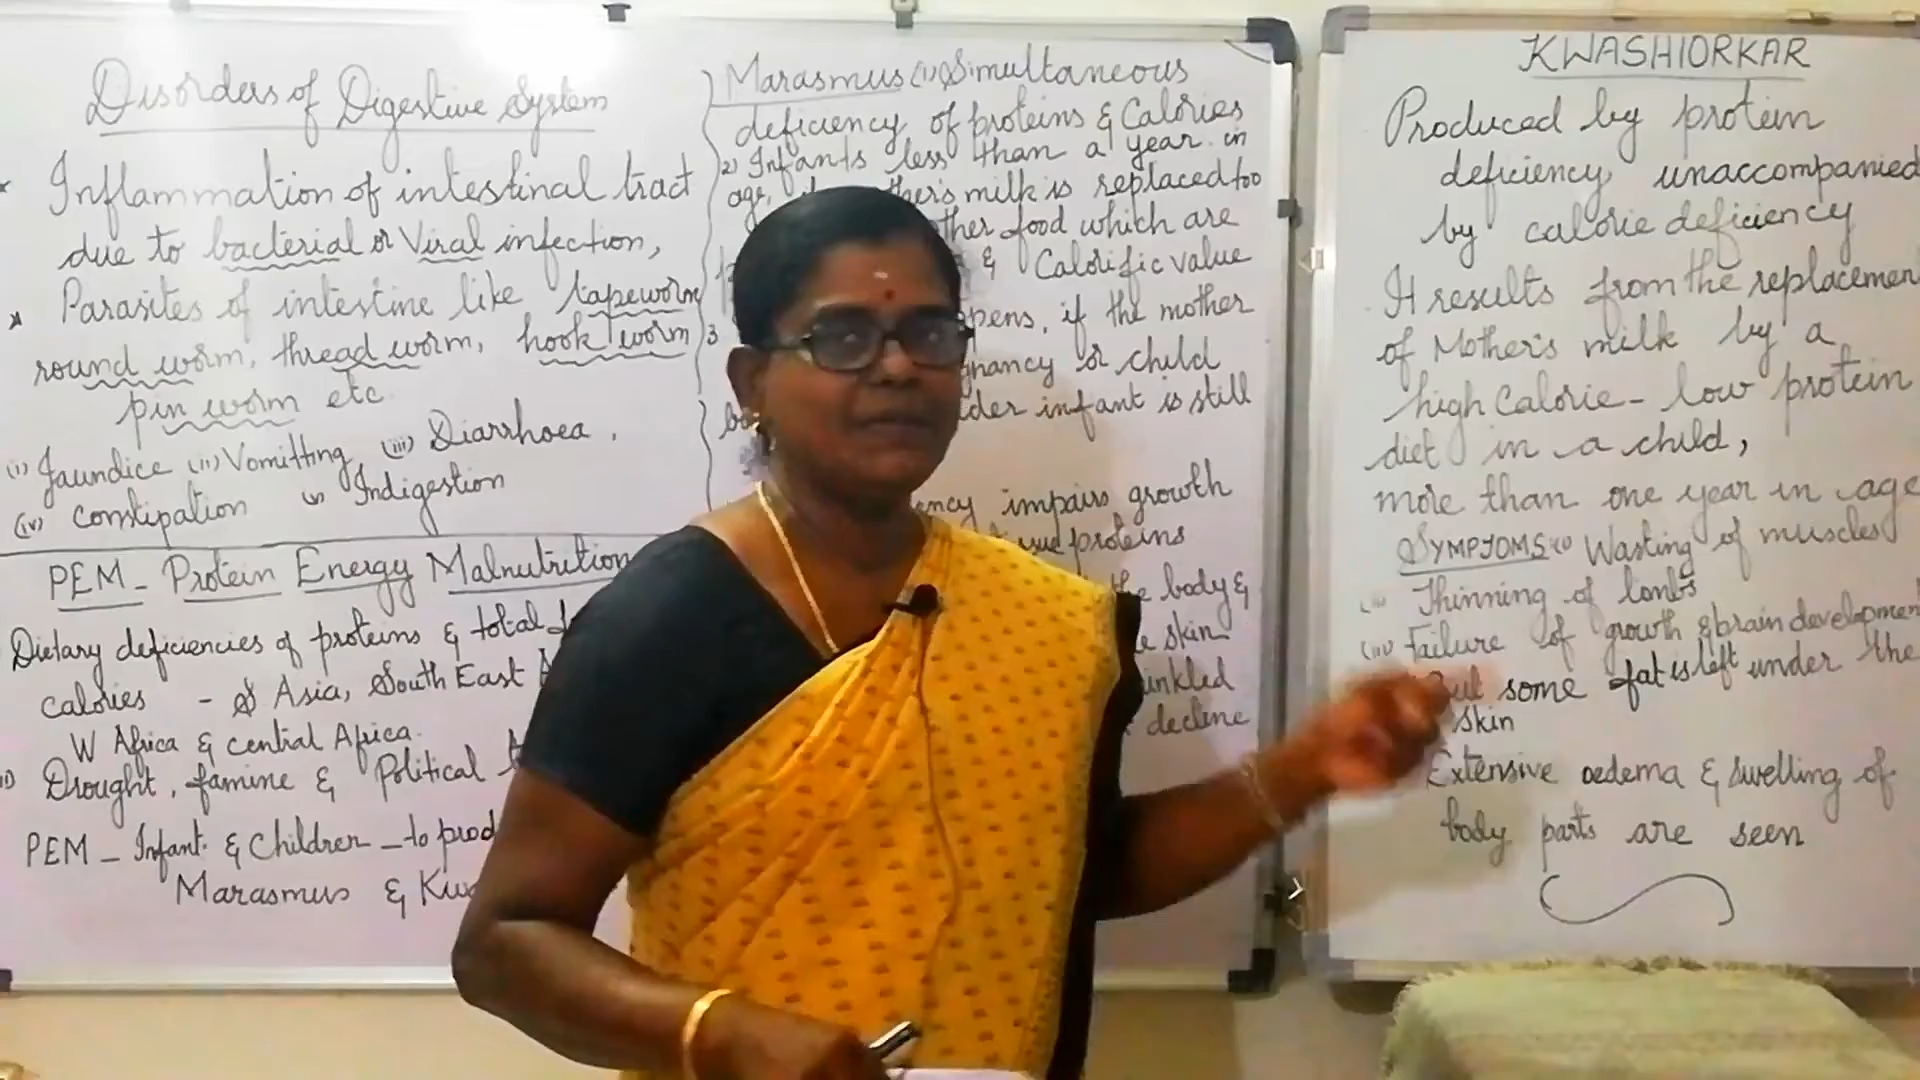 Disorders of Digestive System
* Inflammation of intestinal tract
due to bacterial or Viral infection,
* Parasites of intestine like tapeworm
round worm, thread worm, hook worm
pin worm etc
(i) Jaundice (ii) Vomitting (iii) Diarrhoea,
(iv) Constipation (v) Indigestion
PEM - Protein Energy Malnutrition
Dietary deficiencies of proteins & total
calories - S Asia, South East
W Africa & central Africa.
Drought, famine & Political
PEM - Infant & Children - to prod
Marasmus & Kwa
Marasmus (i) Simultaneous
deficiency of proteins & Calories
2) Infants less than a year in
age, milk is replaced too
other food which are
& Calorific value
3 if the mother
or child
infant is still
impairs growth
proteins
the body &
skin
decline
KWASHIORKAR
Produced by protein
deficiency unaccompanied
by calorie deficiency
It results from the replacemen
of Mother's milk by a
high Calorie - low protein
diet in a child,
more than one year in age
SYMPTOMS (i) Wasting of muscles
(ii) Thinning of limbs
(iii) Failure of growth & brain developmen
But some fat is left under the
skin
Extensive oedema & swelling of
body parts are seen